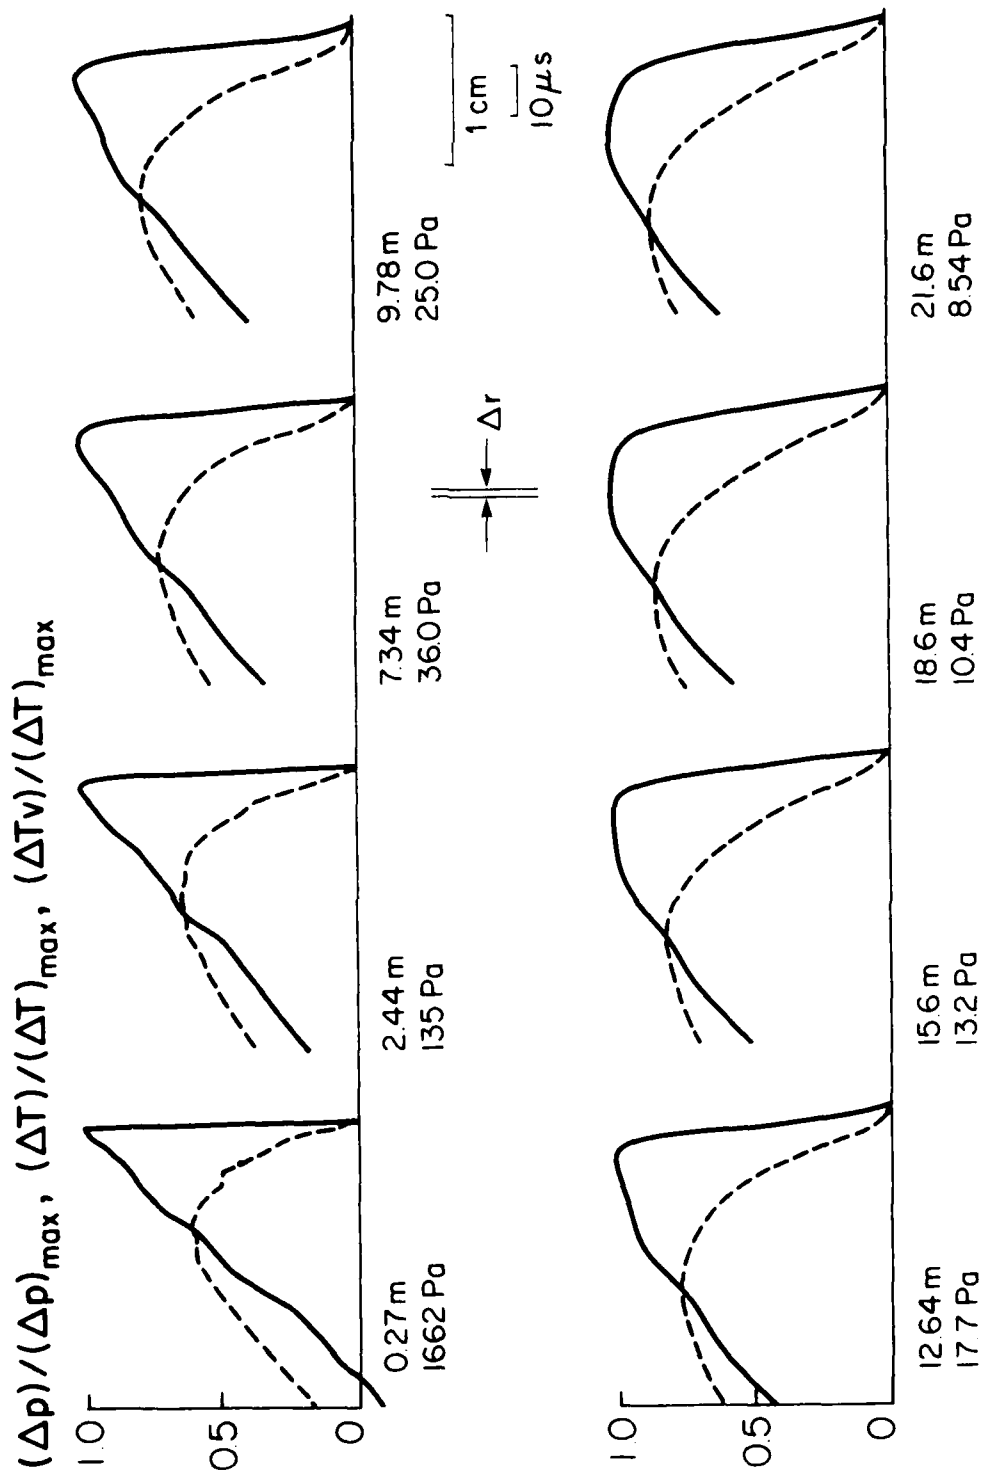 (Δp)/(Δp)max, (ΔT)/(ΔT)max, (ΔTv)/(ΔT)max
1.0
0.5
0
0.27 m
1662 Pa
2.44 m
135 Pa
7.34 m
36.0 Pa
9.78 m
25.0 Pa
Δr
1 cm
10 μs
1.0
0.5
0
12.64 m
17.7 Pa
15.6 m
13.2 Pa
18.6 m
10.4 Pa
21.6 m
8.54 Pa